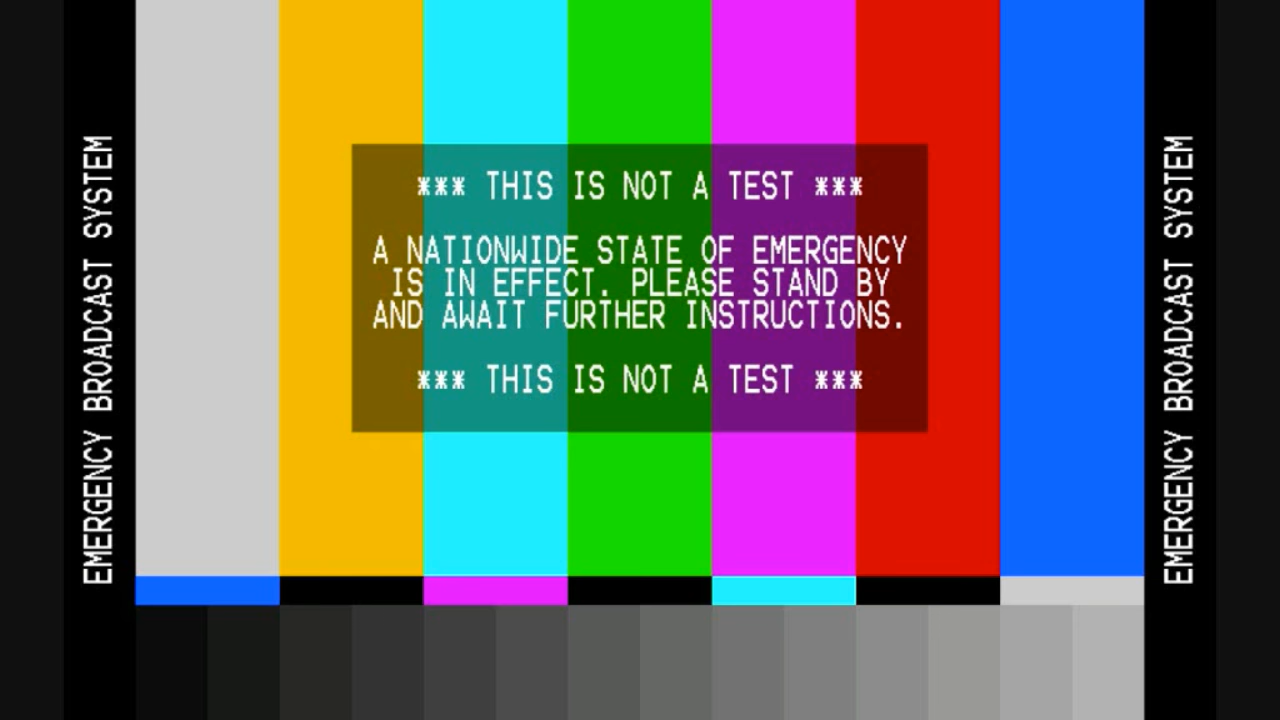 EMERGENCY BROADCAST SYSTEM
*** THIS IS NOT A TEST ***
A NATIONWIDE STATE OF EMERGENCY
IS IN EFFECT. PLEASE STAND BY
AND AWAIT FURTHER INSTRUCTIONS.
*** THIS IS NOT A TEST ***
EMERGENCY BROADCAST SYSTEM